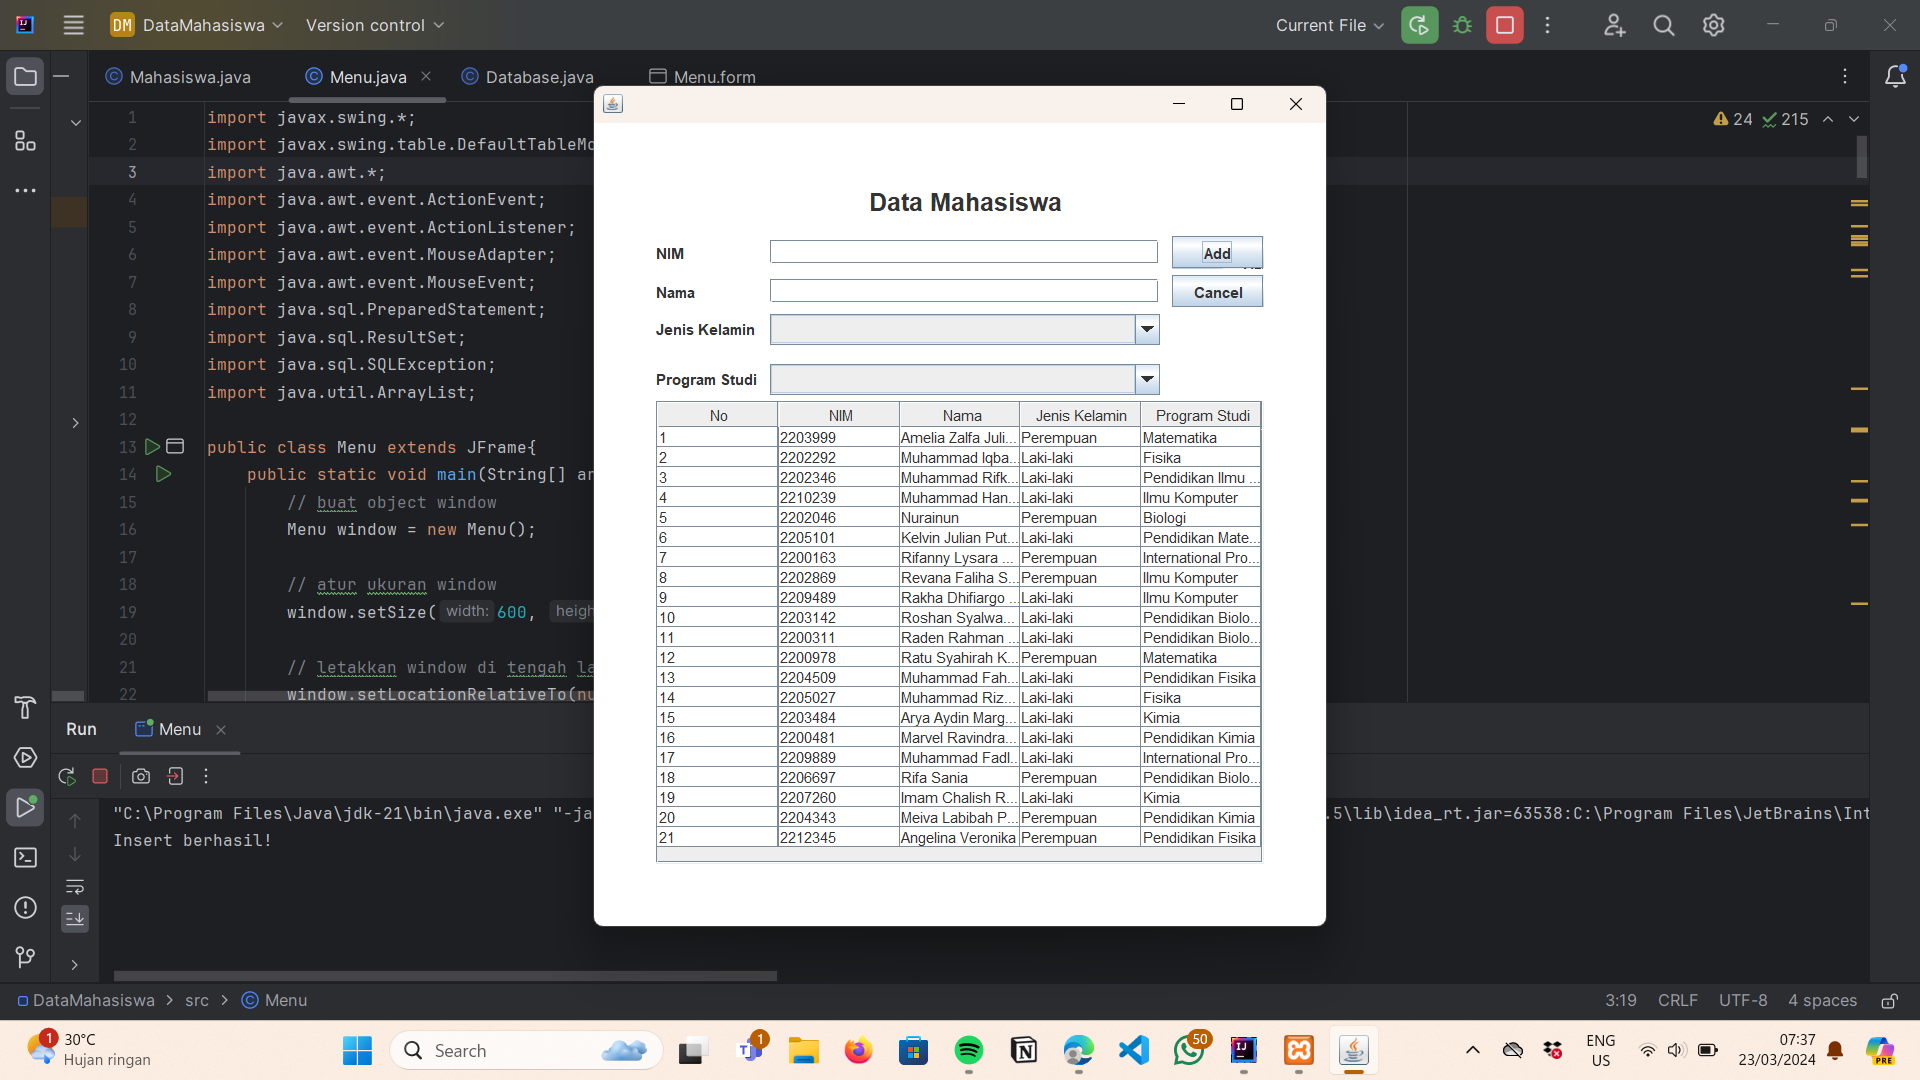 DM DataMahasiswa Version control Current File
Mahasiswa.java Menu.java Database.java Menu.form
24 215
1 import javax.swing.*;
2 import javax.swing.table.DefaultTableMo
3 import java.awt.*;
4 import java.awt.event.ActionEvent;
5 import java.awt.event.ActionListener;
6 import java.awt.event.MouseAdapter;
7 import java.awt.event.MouseEvent;
8 import java.sql.PreparedStatement;
9 import java.sql.ResultSet;
10 import java.sql.SQLException;
11 import java.util.ArrayList;
12
13 public class Menu extends JFrame{
14 public static void main(String[] ar
15 // buat object window
16 Menu window = new Menu();
17
18 // atur ukuran window
19 window.setSize( width: 600, heigh
20
21 // letakkan window di tengah la
22 window.setLocationRelativeTo(nu
Data Mahasiswa
NIM Add
Nama Cancel
Jenis Kelamin
Program Studi
No NIM Nama Jenis Kelamin Program Studi
1 2203999 Amelia Zalfa Juli... Perempuan Matematika
2 2202292 Muhammad Iqba... Laki-laki Fisika
3 2202346 Muhammad Rifk... Laki-laki Pendidikan Ilmu ...
4 2210239 Muhammad Han... Laki-laki Ilmu Komputer
5 2202046 Nurainun Perempuan Biologi
6 2205101 Kelvin Julian Put... Laki-laki Pendidikan Mate...
7 2200163 Rifanny Lysara ... Perempuan International Pro...
8 2202869 Revana Faliha S... Perempuan Ilmu Komputer
9 2209489 Rakha Dhifiargo ... Laki-laki Ilmu Komputer
10 2203142 Roshan Syalwa... Laki-laki Pendidikan Biolo...
11 2200311 Raden Rahman ... Laki-laki Pendidikan Biolo...
12 2200978 Ratu Syahirah K... Perempuan Matematika
13 2204509 Muhammad Fah... Laki-laki Pendidikan Fisika
14 2205027 Muhammad Riz... Laki-laki Fisika
15 2203484 Arya Aydin Marg... Laki-laki Kimia
16 2200481 Marvel Ravindra... Laki-laki Pendidikan Kimia
17 2209889 Muhammad Fadl... Laki-laki International Pro...
18 2206697 Rifa Sania Perempuan Pendidikan Biolo...
19 2207260 Imam Chalish R... Laki-laki Kimia
20 2204343 Meiva Labibah P... Perempuan Pendidikan Kimia
21 2212345 Angelina Veronika Perempuan Pendidikan Fisika
Run Menu
"C:\Program Files\Java\jdk-21\bin\java.exe" "-ja .5\lib\idea_rt.jar=63538:C:\Program Files\JetBrains\Int
Insert berhasil!
DataMahasiswa > src > Menu 3:19 CRLF UTF-8 4 spaces
1 30°C
Hujan ringan
Search
1
50
ENG
US
07:37
23/03/2024
PRE